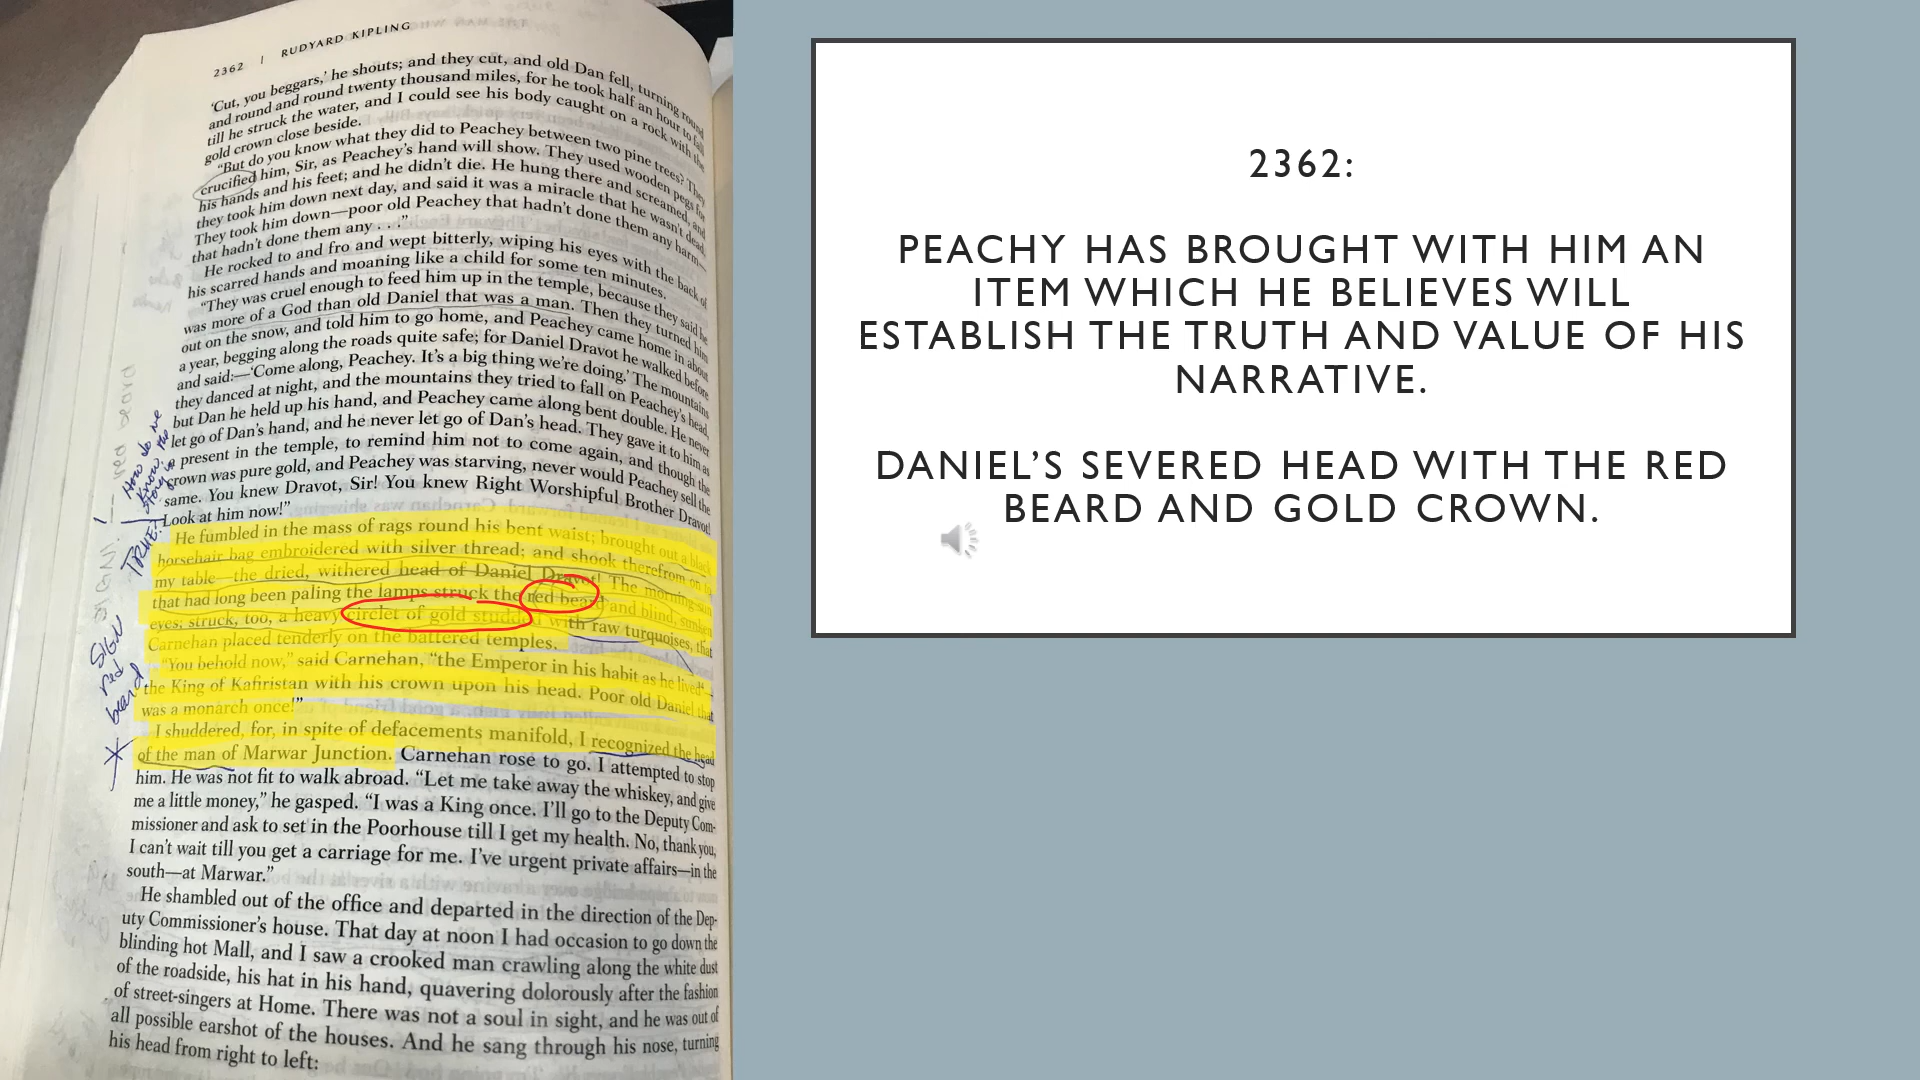 2362 | RUDYARD KIPLING
'Cut, you beggars,' he shouts; and they cut, and old Dan fell, turning round
and round and round twenty thousand miles, for he took half an hour to fall
till he struck the water, and I could see his body caught on a rock with the
gold crown close beside.
"But do you know what they did to Peachey between two pine trees? They
crucified him, Sir, as Peachey's hand will show. They used wooden pegs for
his hands and his feet; and he didn't die. He hung there and screamed, and
they took him down next day, and said it was a miracle that he wasn't dead.
They took him down—poor old Peachey that hadn't done them any harm—
that hadn't done them any . . ."
He rocked to and fro and wept bitterly, wiping his eyes with the back of
his scarred hands and moaning like a child for some ten minutes.
"They was cruel enough to feed him up in the temple, because they said he
was more of a God than old Daniel that was a man. Then they turned him
out on the snow, and told him to go home, and Peachey came home in about
a year, begging along the roads quite safe; for Daniel Dravot he walked before
and said:—'Come along, Peachey. It's a big thing we're doing.' The mountains
they danced at night, and the mountains they tried to fall on Peachey's head,
but Dan he held up his hand, and Peachey came along bent double. He never
let go of Dan's hand, and he never let go of Dan's head. They gave it to him as
a present in the temple, to remind him not to come again, and though the
crown was pure gold, and Peachey was starving, never would Peachey sell the
same. You knew Dravot, Sir! You knew Right Worshipful Brother Dravot!
Look at him now!"
He fumbled in the mass of rags round his bent waist; brought out a black
horsehair bag embroidered with silver thread; and shook therefrom on to
my table—the dried, withered head of Daniel Dravot! The morning sun
that had long been paling the lamps struck the red beard and blind, sunken
eyes; struck, too, a heavy circlet of gold studded with raw turquoises, that
Carnehan placed tenderly on the battered temples.
"You behold now," said Carnehan, "the Emperor in his habit as he lived—
the King of Kafiristan with his crown upon his head. Poor old Daniel that
was a monarch once!"
I shuddered, for, in spite of defacements manifold, I recognized the head
of the man of Marwar Junction. Carnehan rose to go. I attempted to stop
him. He was not fit to walk abroad. "Let me take away the whiskey, and give
me a little money," he gasped. "I was a King once. I'll go to the Deputy Com-
missioner and ask to set in the Poorhouse till I get my health. No, thank you,
I can't wait till you get a carriage for me. I've urgent private affairs—in the
south—at Marwar."
He shambled out of the office and departed in the direction of the Dep-
uty Commissioner's house. That day at noon I had occasion to go down the
blinding hot Mall, and I saw a crooked man crawling along the white dust
of the roadside, his hat in his hand, quavering dolorously after the fashion
of street-singers at Home. There was not a soul in sight, and he was out of
all possible earshot of the houses. And he sang through his nose, turning
his head from right to left:
How do we
know the
story is
TRUE?
SIGN
red
beard
2362:
PEACHY HAS BROUGHT WITH HIM AN
ITEM WHICH HE BELIEVES WILL
ESTABLISH THE TRUTH AND VALUE OF HIS
NARRATIVE.
DANIEL'S SEVERED HEAD WITH THE RED
BEARD AND GOLD CROWN.